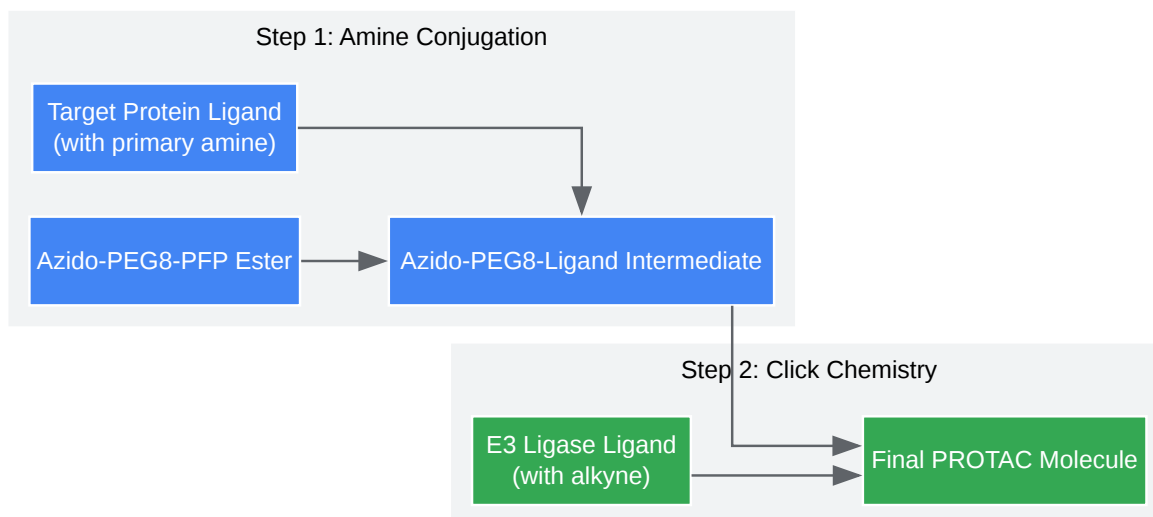 Step 1: Amine Conjugation
Target Protein Ligand
(with primary amine)
Azido-PEG8-PFP Ester
Azido-PEG8-Ligand Intermediate
Step 2: Click Chemistry
E3 Ligase Ligand
(with alkyne)
Final PROTAC Molecule